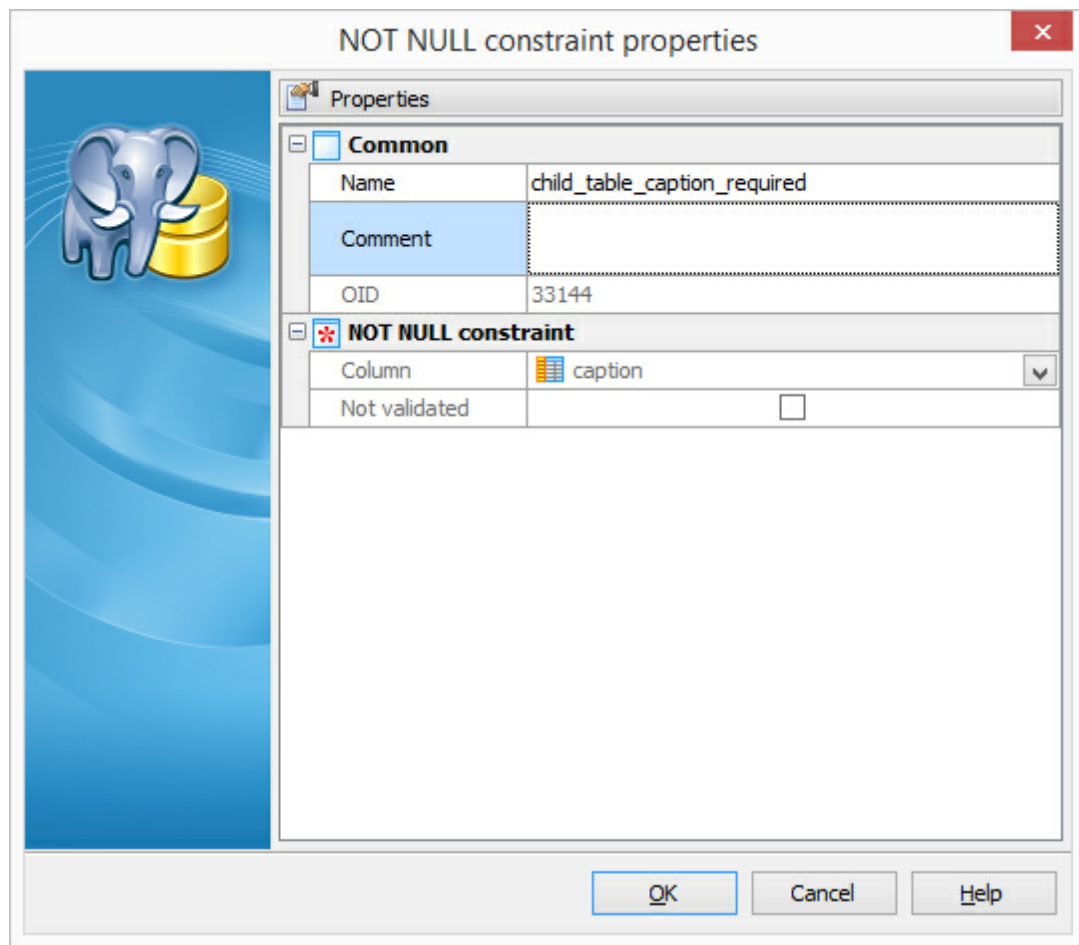 NOT NULL constraint properties
Properties
Common
Name child_table_caption_required
Comment
OID 33144
NOT NULL constraint
Column caption
Not validated
OK Cancel Help